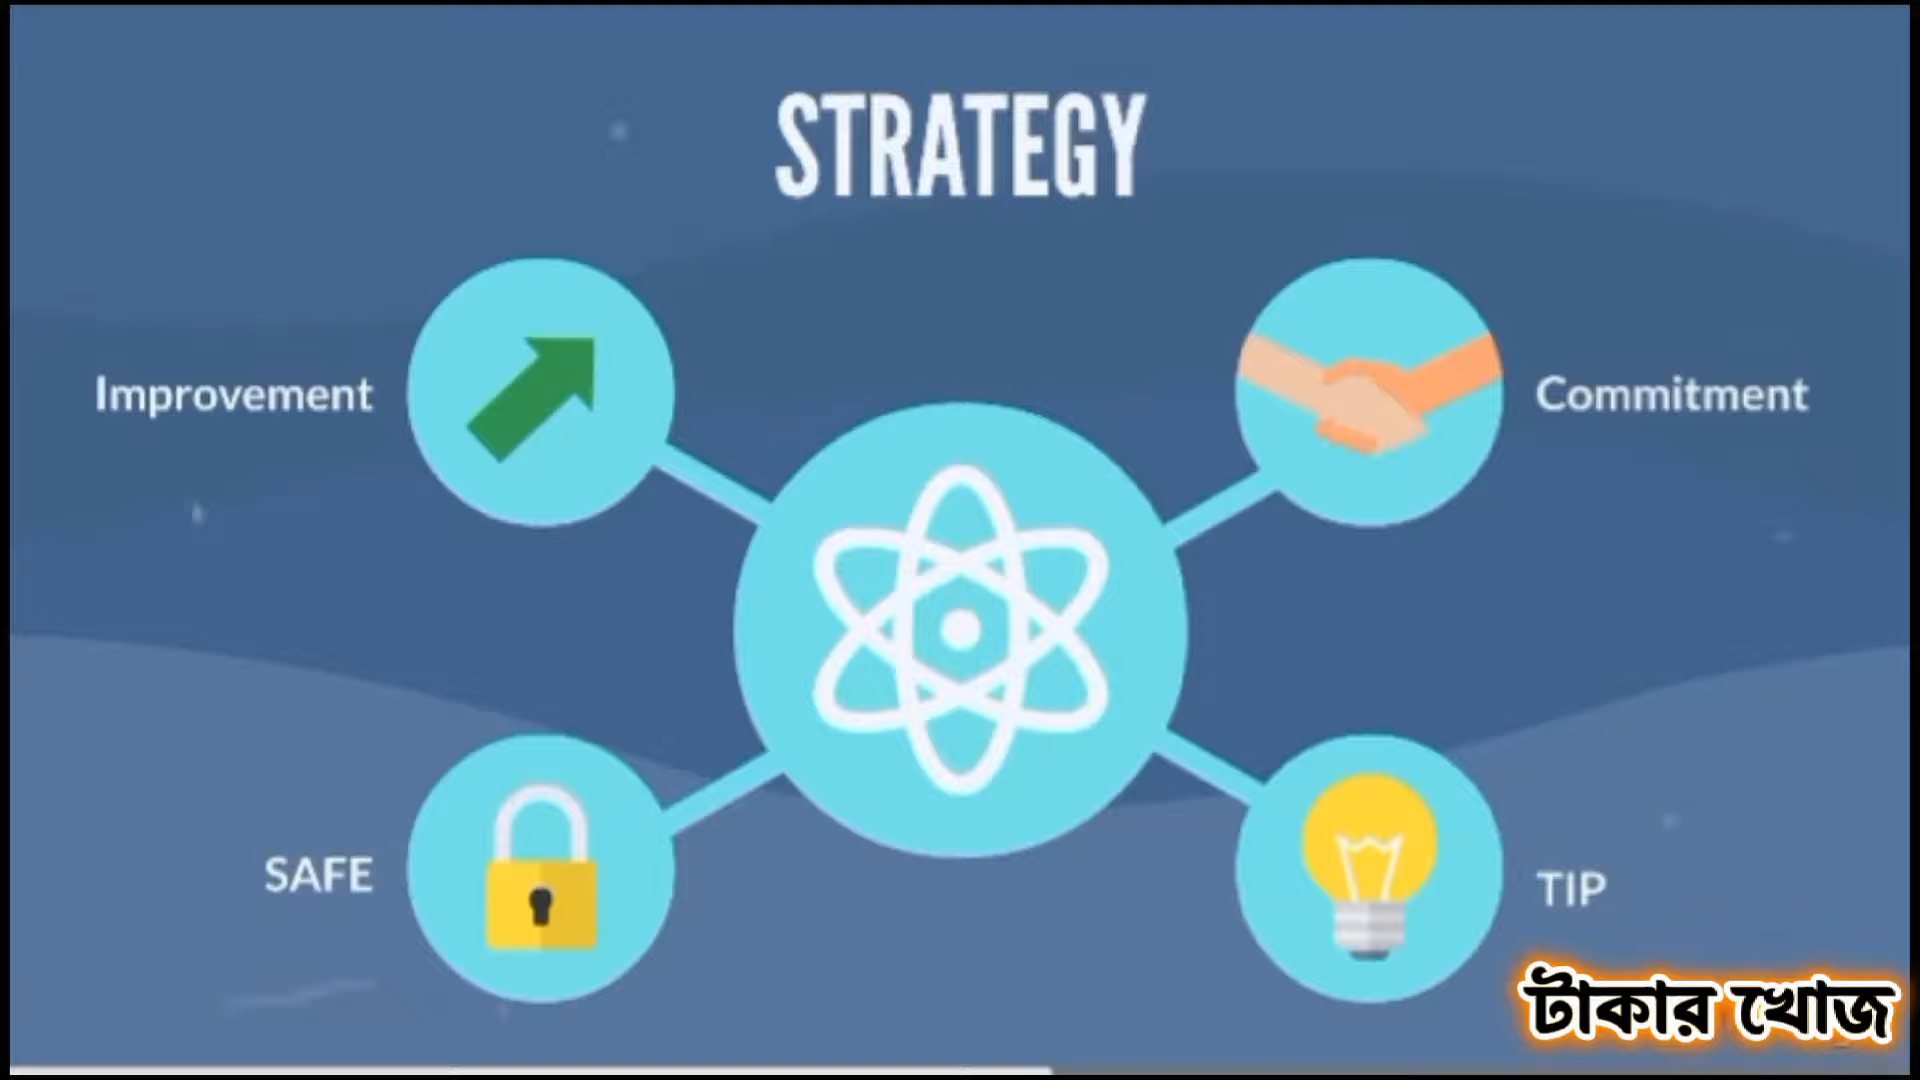 STRATEGY
Improvement
Commitment
SAFE
TIP
টাকার খোজ